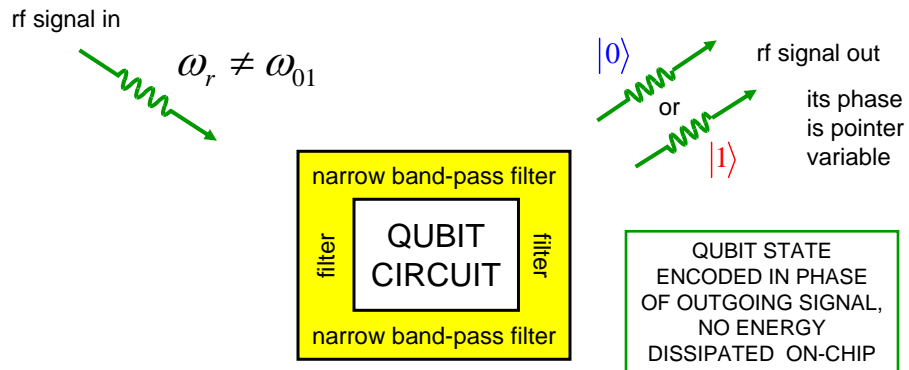 rf signal in
ω_r ≠ ω_01
|0⟩
rf signal out
or
its phase
is pointer
variable
|1⟩
narrow band-pass filter
filter
QUBIT
CIRCUIT
filter
narrow band-pass filter
QUBIT STATE
ENCODED IN PHASE
OF OUTGOING SIGNAL,
NO ENERGY
DISSIPATED ON-CHIP